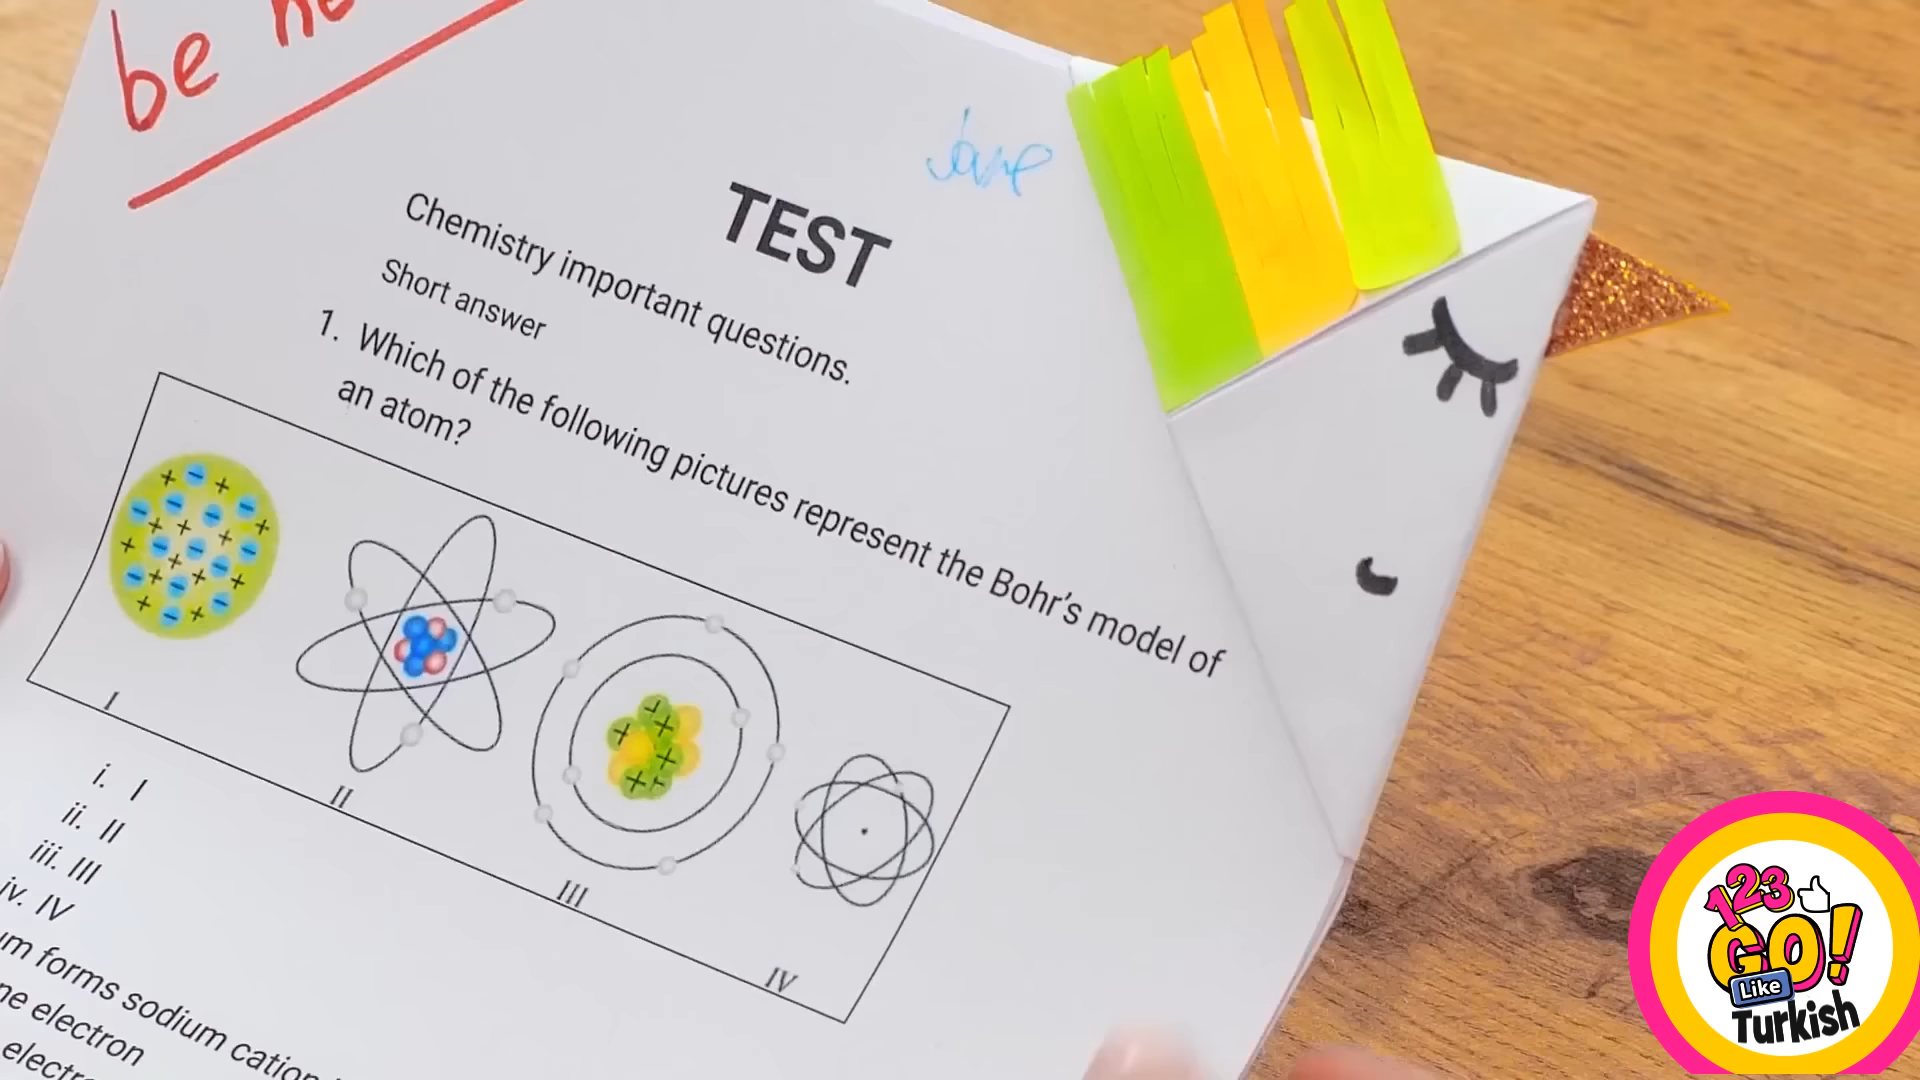 be
Jane
TEST
Chemistry important questions.
Short answer
1. Which of the following pictures represent the Bohr's model of
an atom?
I
II
III
IV
i. I
ii. II
iii. III
iv. IV
forms sodium cation
electron
123
GO!
Like
Turkish